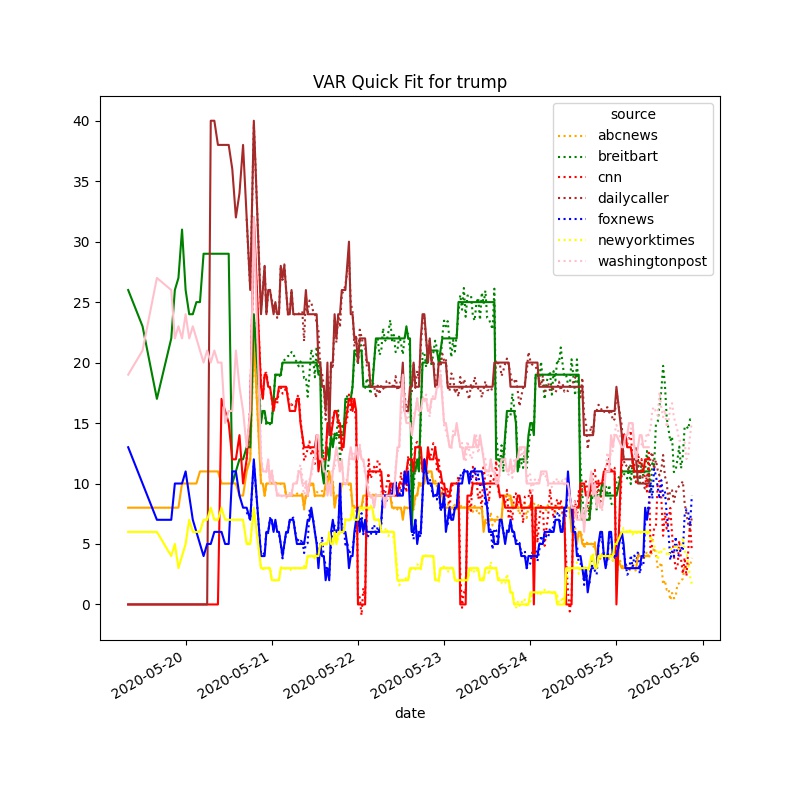 VAR Quick Fit for trump
source
abcnews
breitbart
cnn
dailycaller
foxnews
newyorktimes
washingtonpost
40
35
30
25
20
15
10
5
0
2020-05-20
2020-05-21
2020-05-22
2020-05-23
2020-05-24
2020-05-25
2020-05-26
date